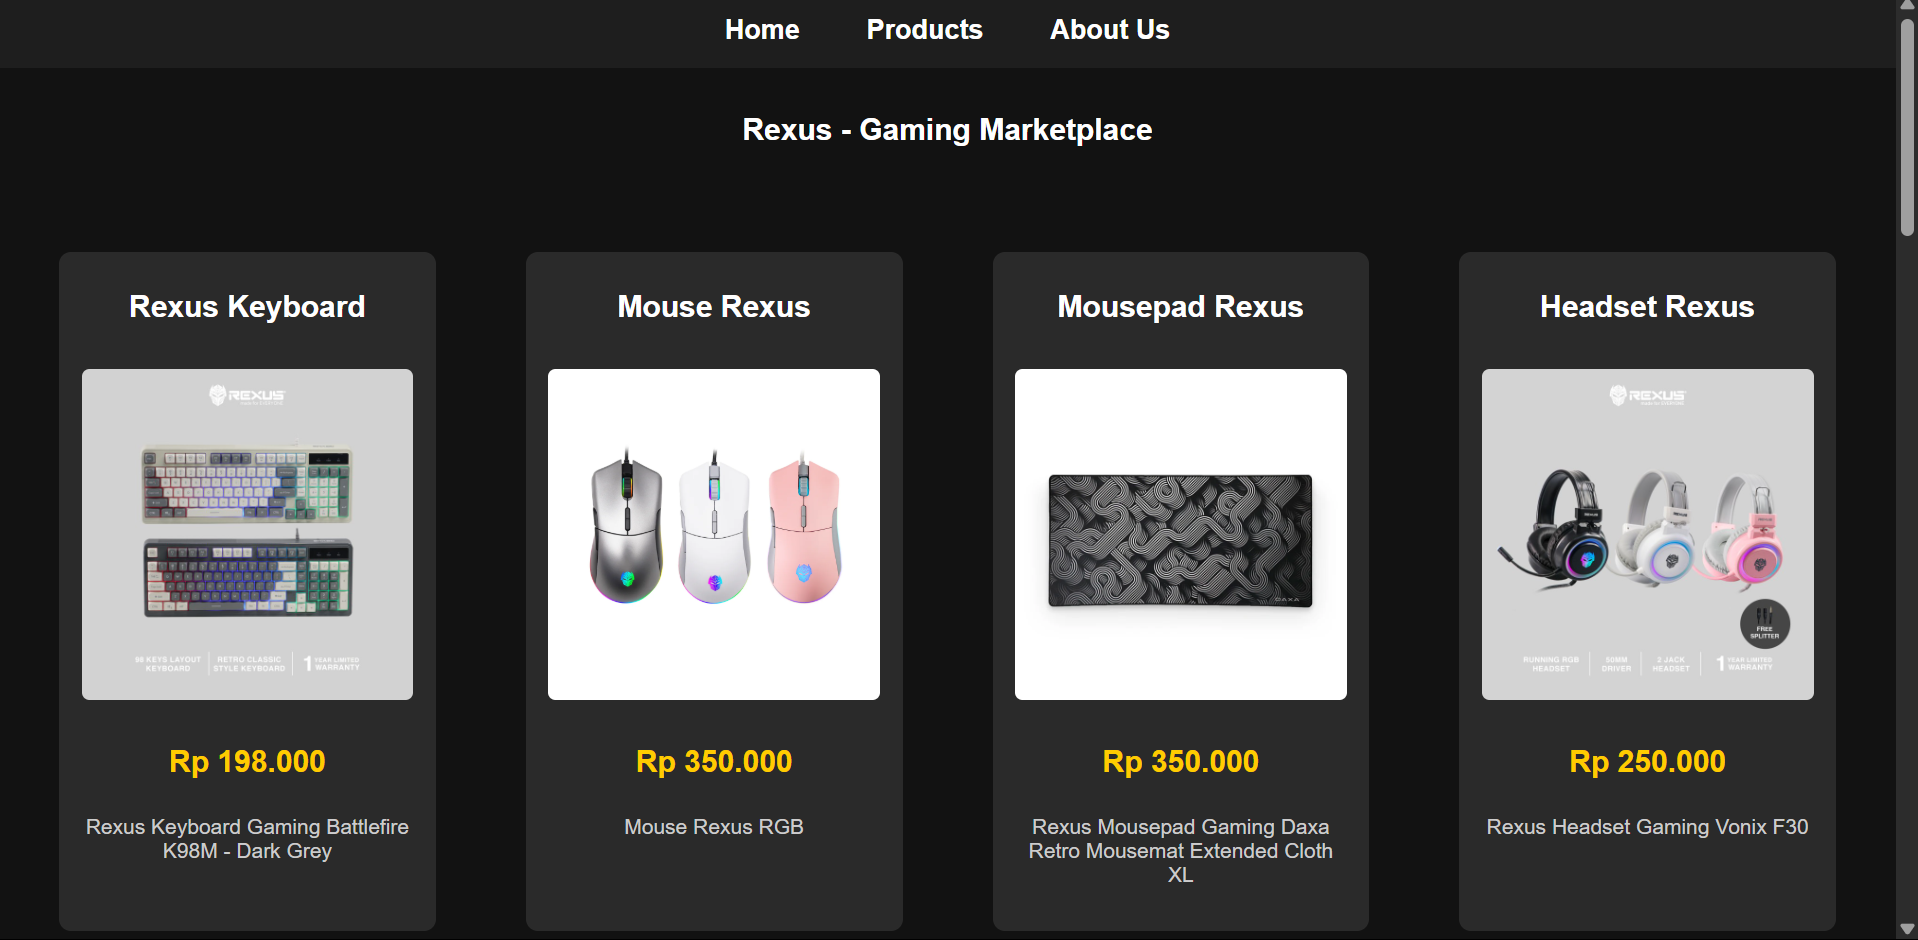 Home Products About Us
Rexus - Gaming Marketplace
Rexus Keyboard
REXUS
98 KEYS LAYOUT
KEYBOARD
RETRO CLASSIC
STYLE KEYBOARD
1 YEAR LIMITED
WARRANTY
Rp 198.000
Rexus Keyboard Gaming Battlefire
K98M - Dark Grey
Mouse Rexus
Rp 350.000
Mouse Rexus RGB
Mousepad Rexus
DAXA
Rp 350.000
Rexus Mousepad Gaming Daxa
Retro Mousemat Extended Cloth
XL
Headset Rexus
REXUS
FREE
SPLITTER
RUNNING RGB
HEADSET
50MM
DRIVER
2 JACK
HEADSET
1 YEAR LIMITED
WARRANTY
Rp 250.000
Rexus Headset Gaming Vonix F30